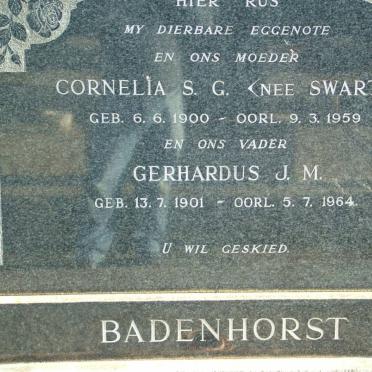 HIER RUS
MY DIERBARE EGGENOTE
EN ONS MOEDER
CORNELIA S. G. <NEE SWART
GEB. 6. 6. 1900 - OORL. 9. 3. 1959
EN ONS VADER
GERHARDUS J. M.
GEB. 13. 7. 1901 - OORL. 5. 7. 1964.
U WIL GESKIED.
BADENHORST